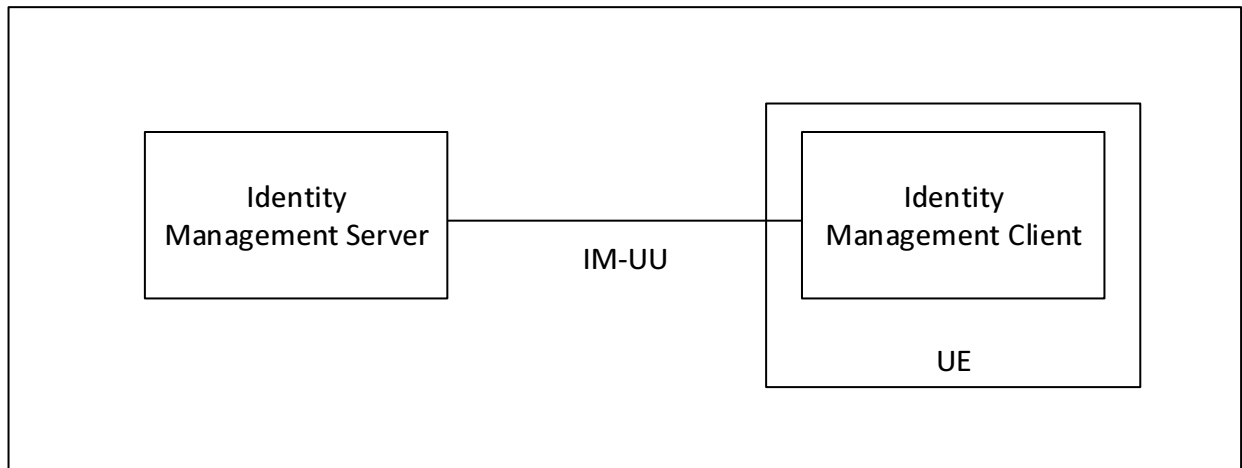 Identity
Management Server
IM-UU
Identity
Management Client
UE